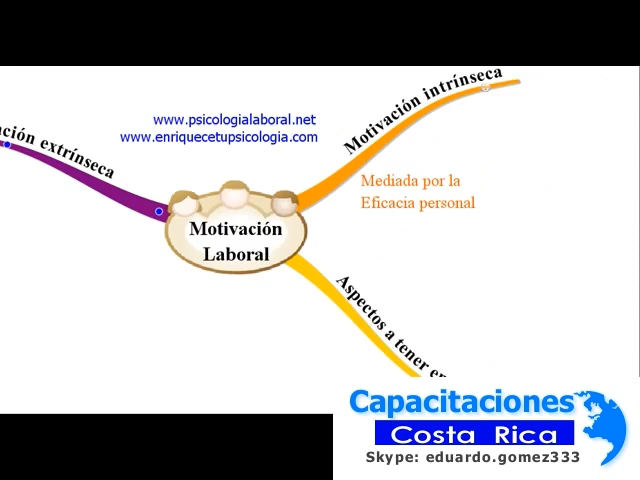 www.psicologialaboral.net
www.enriquecetupsicologia.com
extrínseca
Motivación intrínseca
Mediada por la
Eficacia personal
Motivación
Laboral
Aspectos a tener
Capacitaciones
Costa Rica
Skype: eduardo.gomez333